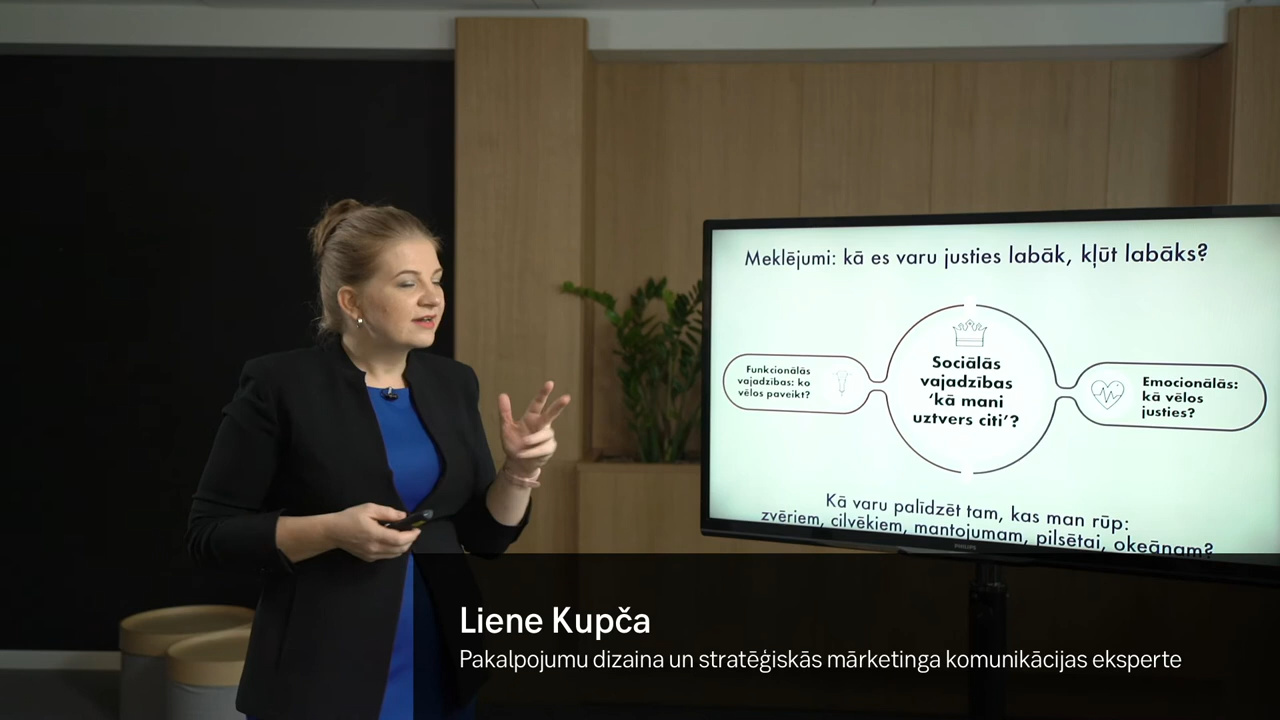 Meklējumi: kā es varu justies labāk, kļūt labāks?
Funkcionālās
vajadzības: ko
vēlos paveikt?
Sociālās
vajadzības
‘kā mani
uztvers citi’?
Emocionālās:
kā vēlos
justies?
Kā varu palīdzēt tam, kas man rūp:
zvēriem, cilvēkiem, mantojumam, pilsētai, okeānam?
PHILIPS
Liene Kupča
Pakalpojumu dizaina un stratēģiskās mārketinga komunikācijas eksperte